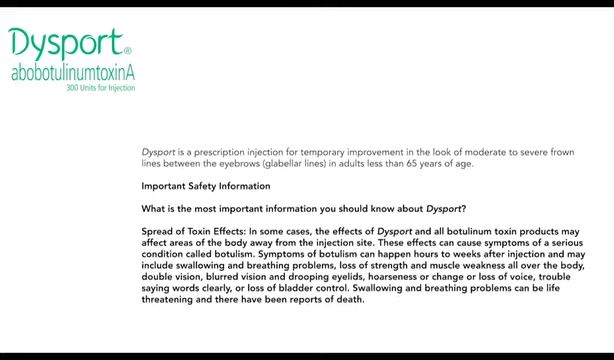 Dysport®
abobotulinumtoxinA
300 Units for Injection
Dysport is a prescription injection for temporary improvement in the look of moderate to severe frown
lines between the eyebrows (glabellar lines) in adults less than 65 years of age.
Important Safety Information
What is the most important information you should know about Dysport?
Spread of Toxin Effects: In some cases, the effects of Dysport and all botulinum toxin products may
affect areas of the body away from the injection site. These effects can cause symptoms of a serious
condition called botulism. Symptoms of botulism can happen hours to weeks after injection and may
include swallowing and breathing problems, loss of strength and muscle weakness all over the body,
double vision, blurred vision and drooping eyelids, hoarseness or change or loss of voice, trouble
saying words clearly, or loss of bladder control. Swallowing and breathing problems can be life
threatening and there have been reports of death.